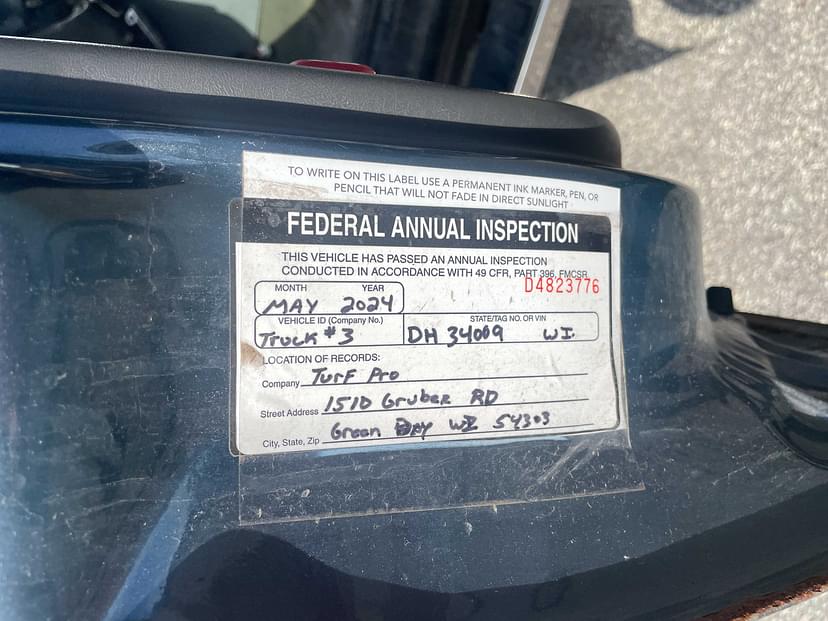 TO WRITE ON THIS LABEL USE A PERMANENT INK MARKER, PEN, OR
PENCIL THAT WILL NOT FADE IN DIRECT SUNLIGHT
FEDERAL ANNUAL INSPECTION
THIS VEHICLE HAS PASSED AN ANNUAL INSPECTION
CONDUCTED IN ACCORDANCE WITH 49 CFR, PART 396, FMCSR
D4823776
MONTH YEAR
MAY 2024
VEHICLE ID (Company No.) STATE/TAG NO. OR VIN
Truck #3 DH 34009 WI
LOCATION OF RECORDS:
Company Turf Pro
Street Address 1510 Gruber RD
City, State, Zip Green BAY WI 54303